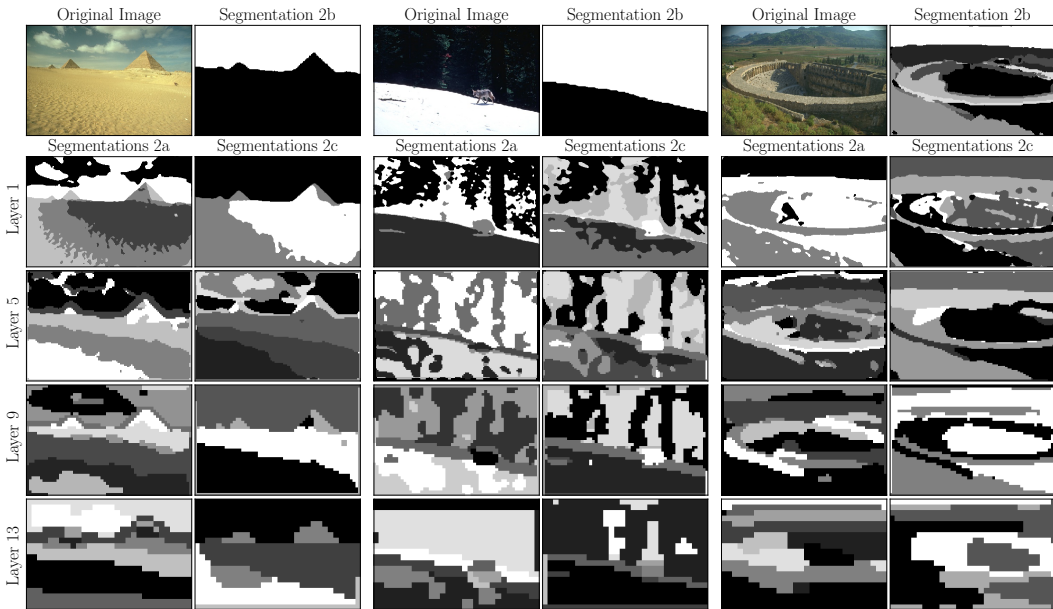 Original Image Segmentation 2b Original Image Segmentation 2b Original Image Segmentation 2b
Segmentations 2a Segmentations 2c Segmentations 2a Segmentations 2c Segmentations 2a Segmentations 2c
Layer 1
Layer 5
Layer 9
Layer 13